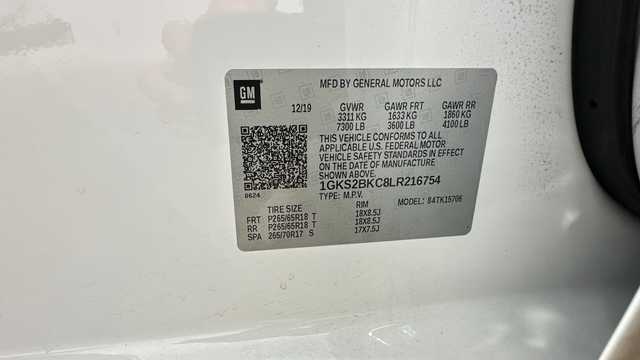 GM
MFD BY GENERAL MOTORS LLC
12/19 GVWR GAWR FRT GAWR RR
3311 KG 1633 KG 1860 KG
7300 LB 3600 LB 4100 LB
THIS VEHICLE CONFORMS TO ALL
APPLICABLE U.S. FEDERAL MOTOR
VEHICLE SAFETY STANDARDS IN EFFECT
ON THE DATE OF MANUFACTURE SHOWN ABOVE.
1GKS2BKC8LR216754
8624 TYPE: M.P.V. MODEL: 84TK15706
TIRE SIZE RIM
FRT P265/65R18 T 18X8.5J
RR P265/65R18 T 18X8.5J
SPA 265/70R17 S 17X7.5J